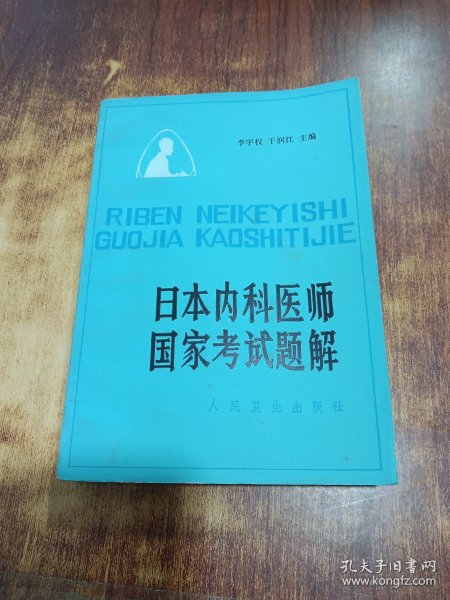 李宇权 于润江 主编
RIBEN NEIKEYISHI
GUOJIA KAOSHITIJIE
日本内科医师
国家考试题解
人民卫生出版社
孔夫子旧书网
www.kongfz.com